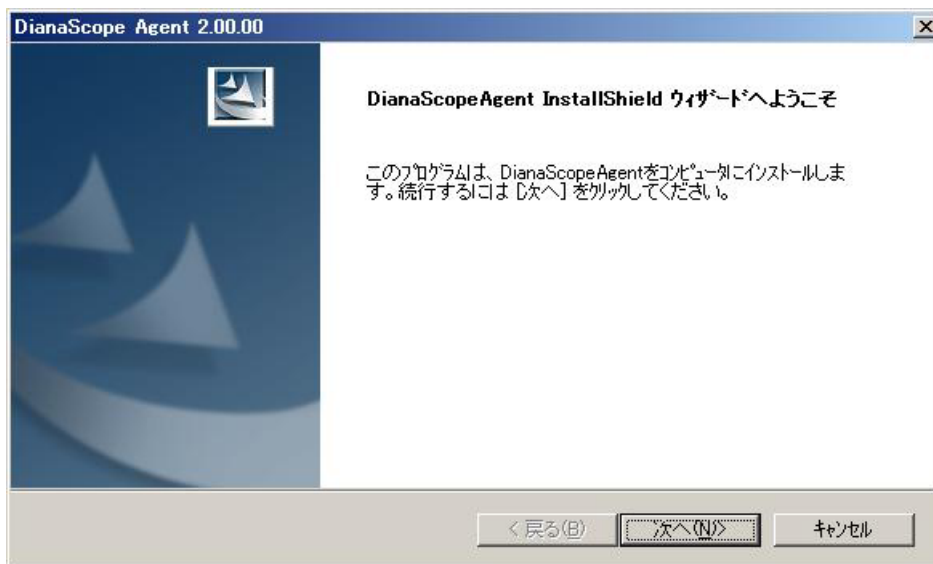 DianaScope Agent 2.00.00
DianaScopeAgent InstallShield ウィザードへようこそ
このプログラムは、DianaScopeAgentをコンピュータにインストールしま
す。続行するには [次へ] をクリックしてください。
< 戻る(B)
次へ(N)>
キャンセル